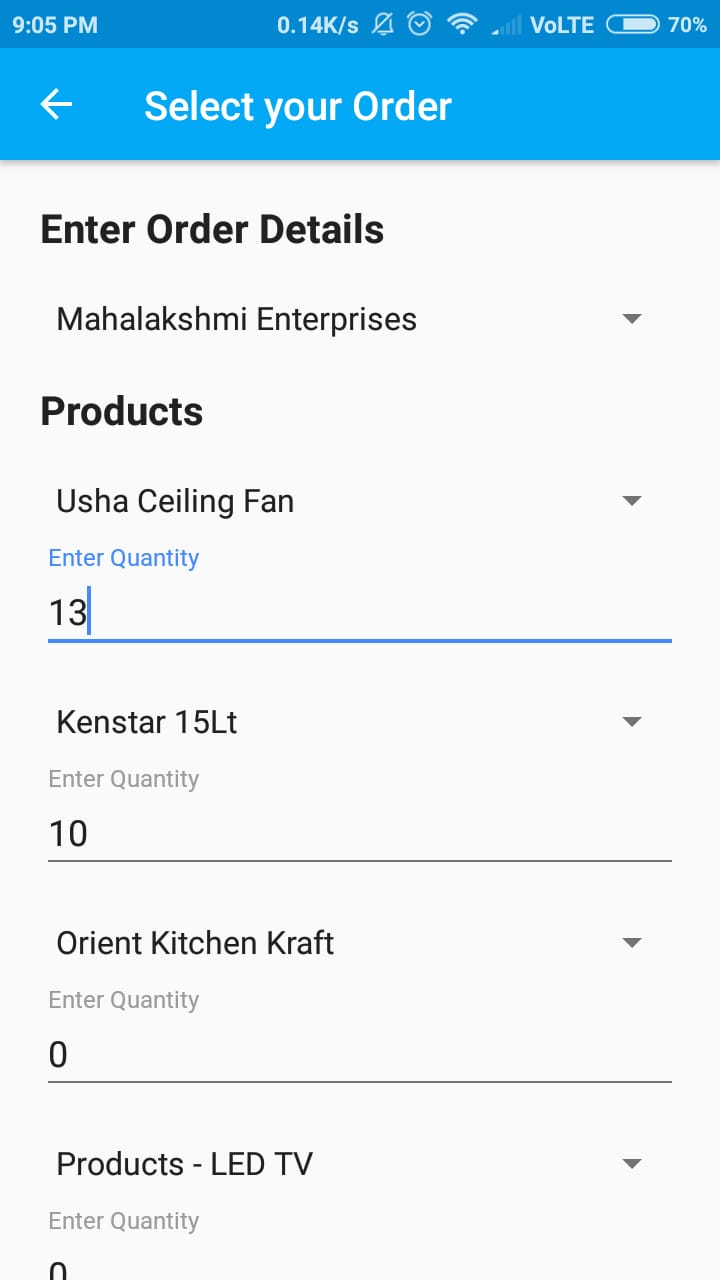 9:05 PM 0.14K/s VoLTE 70%
Select your Order
Enter Order Details
Mahalakshmi Enterprises
Products
Usha Ceiling Fan
Enter Quantity
13
Kenstar 15Lt
Enter Quantity
10
Orient Kitchen Kraft
Enter Quantity
0
Products - LED TV
Enter Quantity
0